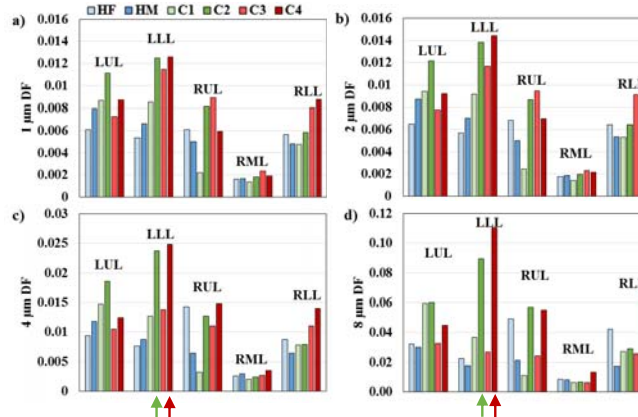 a) HF HM C1 C2 C3 C4
0.016
0.014
0.012
0.01
0.008
0.006
0.004
0.002
0
1 µm DF
LUL
LLL
RUL
RML
RLL
b)
0.016
0.014
0.012
0.01
0.008
0.006
0.004
0.002
0
2 µm DF
LUL
LLL
RUL
RML
RLL
c)
0.03
0.025
0.02
0.015
0.01
0.005
0
4 µm DF
LUL
LLL
RUL
RML
RLL
d)
0.12
0.10
0.08
0.06
0.04
0.02
0.00
8 µm DF
LUL
LLL
RUL
RML
RL